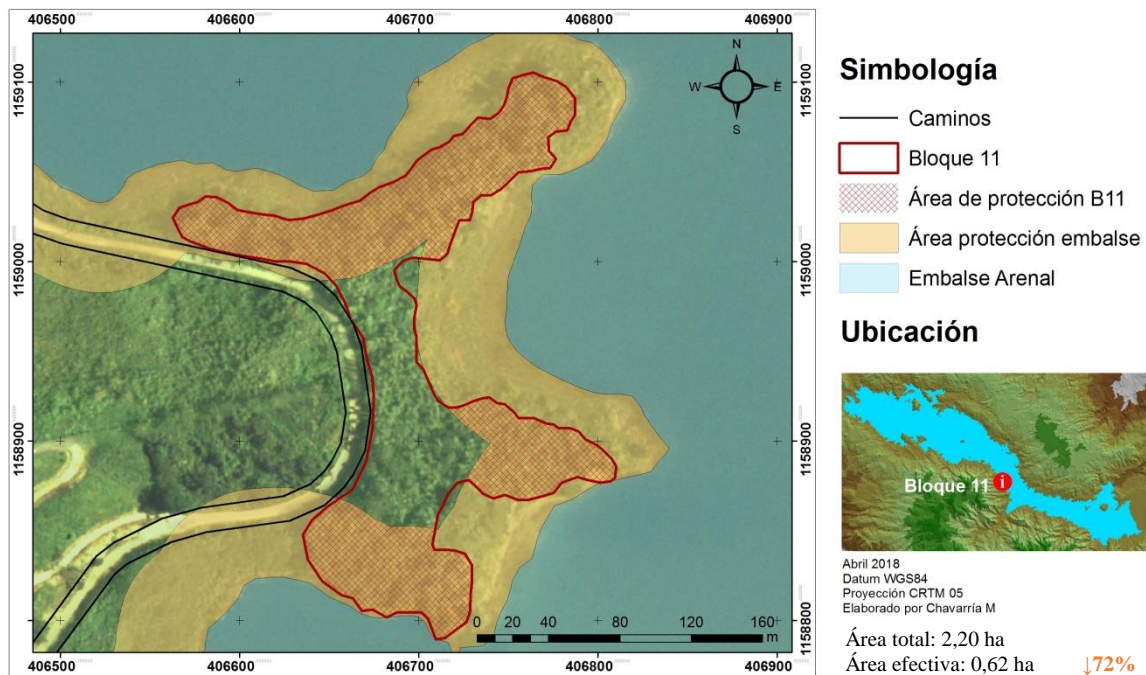 406500 406600 406700 406800 406900
1159100
1159000
1158900
1158800
1159100
1159000
1158900
1158800
N
W E
S
0 10 20 40 80 120 160
m
406500 406600 406700 406800 406900
Simbología
Caminos
Bloque 11
Área de protección B11
Área protección embalse
Embalse Arenal
Ubicación
Bloque 11
i
Abril 2018
Datum WGS84
Proyección CRTM 05
Elaborado por Chavarría M
Área total: 2,20 ha
Área efectiva: 0,62 ha ↓72%